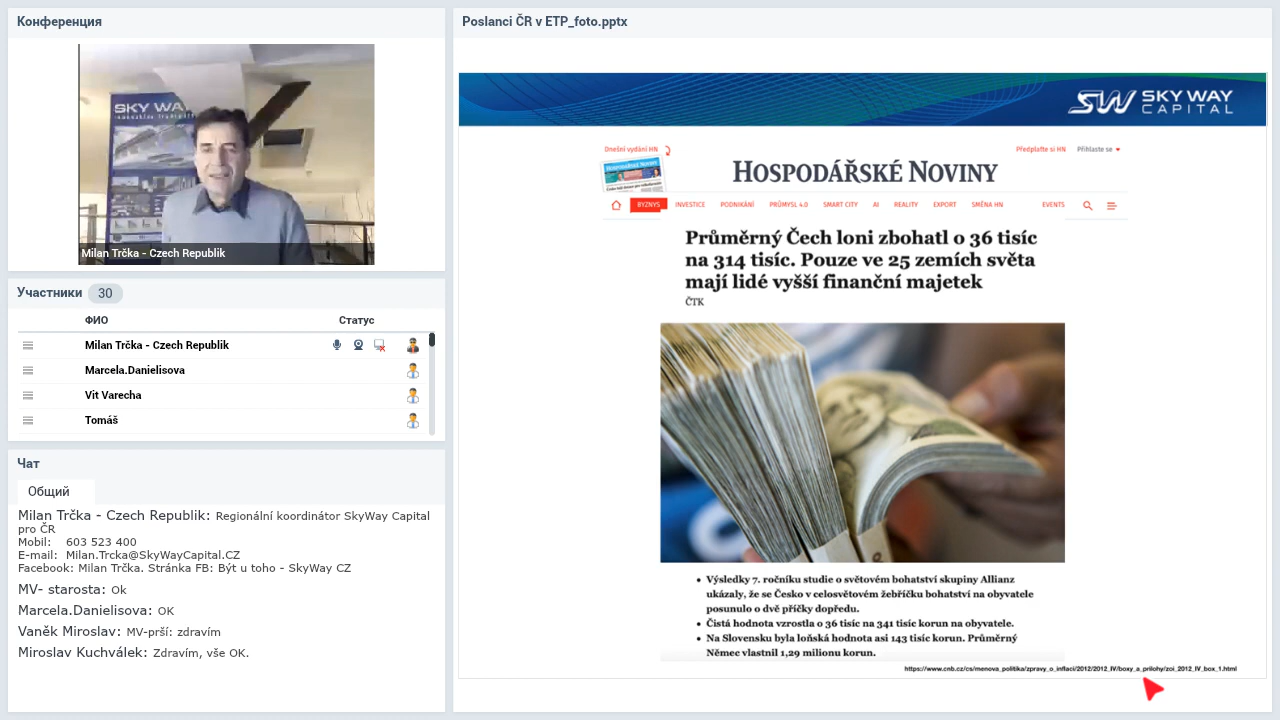 Конференция
SKY WAY
Milan Trčka - Czech Republik
Участники 30
ФИО Статус
Milan Trčka - Czech Republik
Marcela.Danielisova
Vit Varecha
Tomáš
Чат
Общий
Milan Trčka - Czech Republik: Regionální koordinátor SkyWay Capital
pro ČR
Mobil: 603 523 400
E-mail: Milan.Trcka@SkyWayCapital.CZ
Facebook: Milan Trčka. Stránka FB: Být u toho - SkyWay CZ
MV- starosta: Ok
Marcela.Danielisova: OK
Vaněk Miroslav: MV-prší: zdravím
Miroslav Kuchválek: Zdravím, vše OK.
Poslanci ČR v ETP_foto.pptx
SW SKY WAY
CAPITAL
Dnešní vydání HN
Předplaťte si HN Přihlaste se
HOSPODÁŘSKÉ NOVINY
BYZNYS INVESTICE PODNIKÁNÍ PRŮMYSL 4.0 SMART CITY AI REALITY EXPORT SMĚNA HN EVENTS
Průměrný Čech loni zbohatl o 36 tisíc
na 314 tisíc. Pouze ve 25 zemích světa
mají lidé vyšší finanční majetek
ČTK
• Výsledky 7. ročníku studie o světovém bohatství skupiny Allianz
ukázaly, že se Česko v celosvětovém žebříčku bohatství na obyvatele
posunulo o dvě příčky dopředu.
• Čistá hodnota vzrostla o 36 tisíc na 341 tisíc korun na obyvatele.
• Na Slovensku byla loňská hodnota asi 143 tisíc korun. Průměrný
Němec vlastnil 1,29 milionu korun.
https://www.cnb.cz/cs/menova_politika/zpravy_o_inflaci/2012/2012_IV/boxy_a_prilohy/zoi_2012_IV_box_1.html